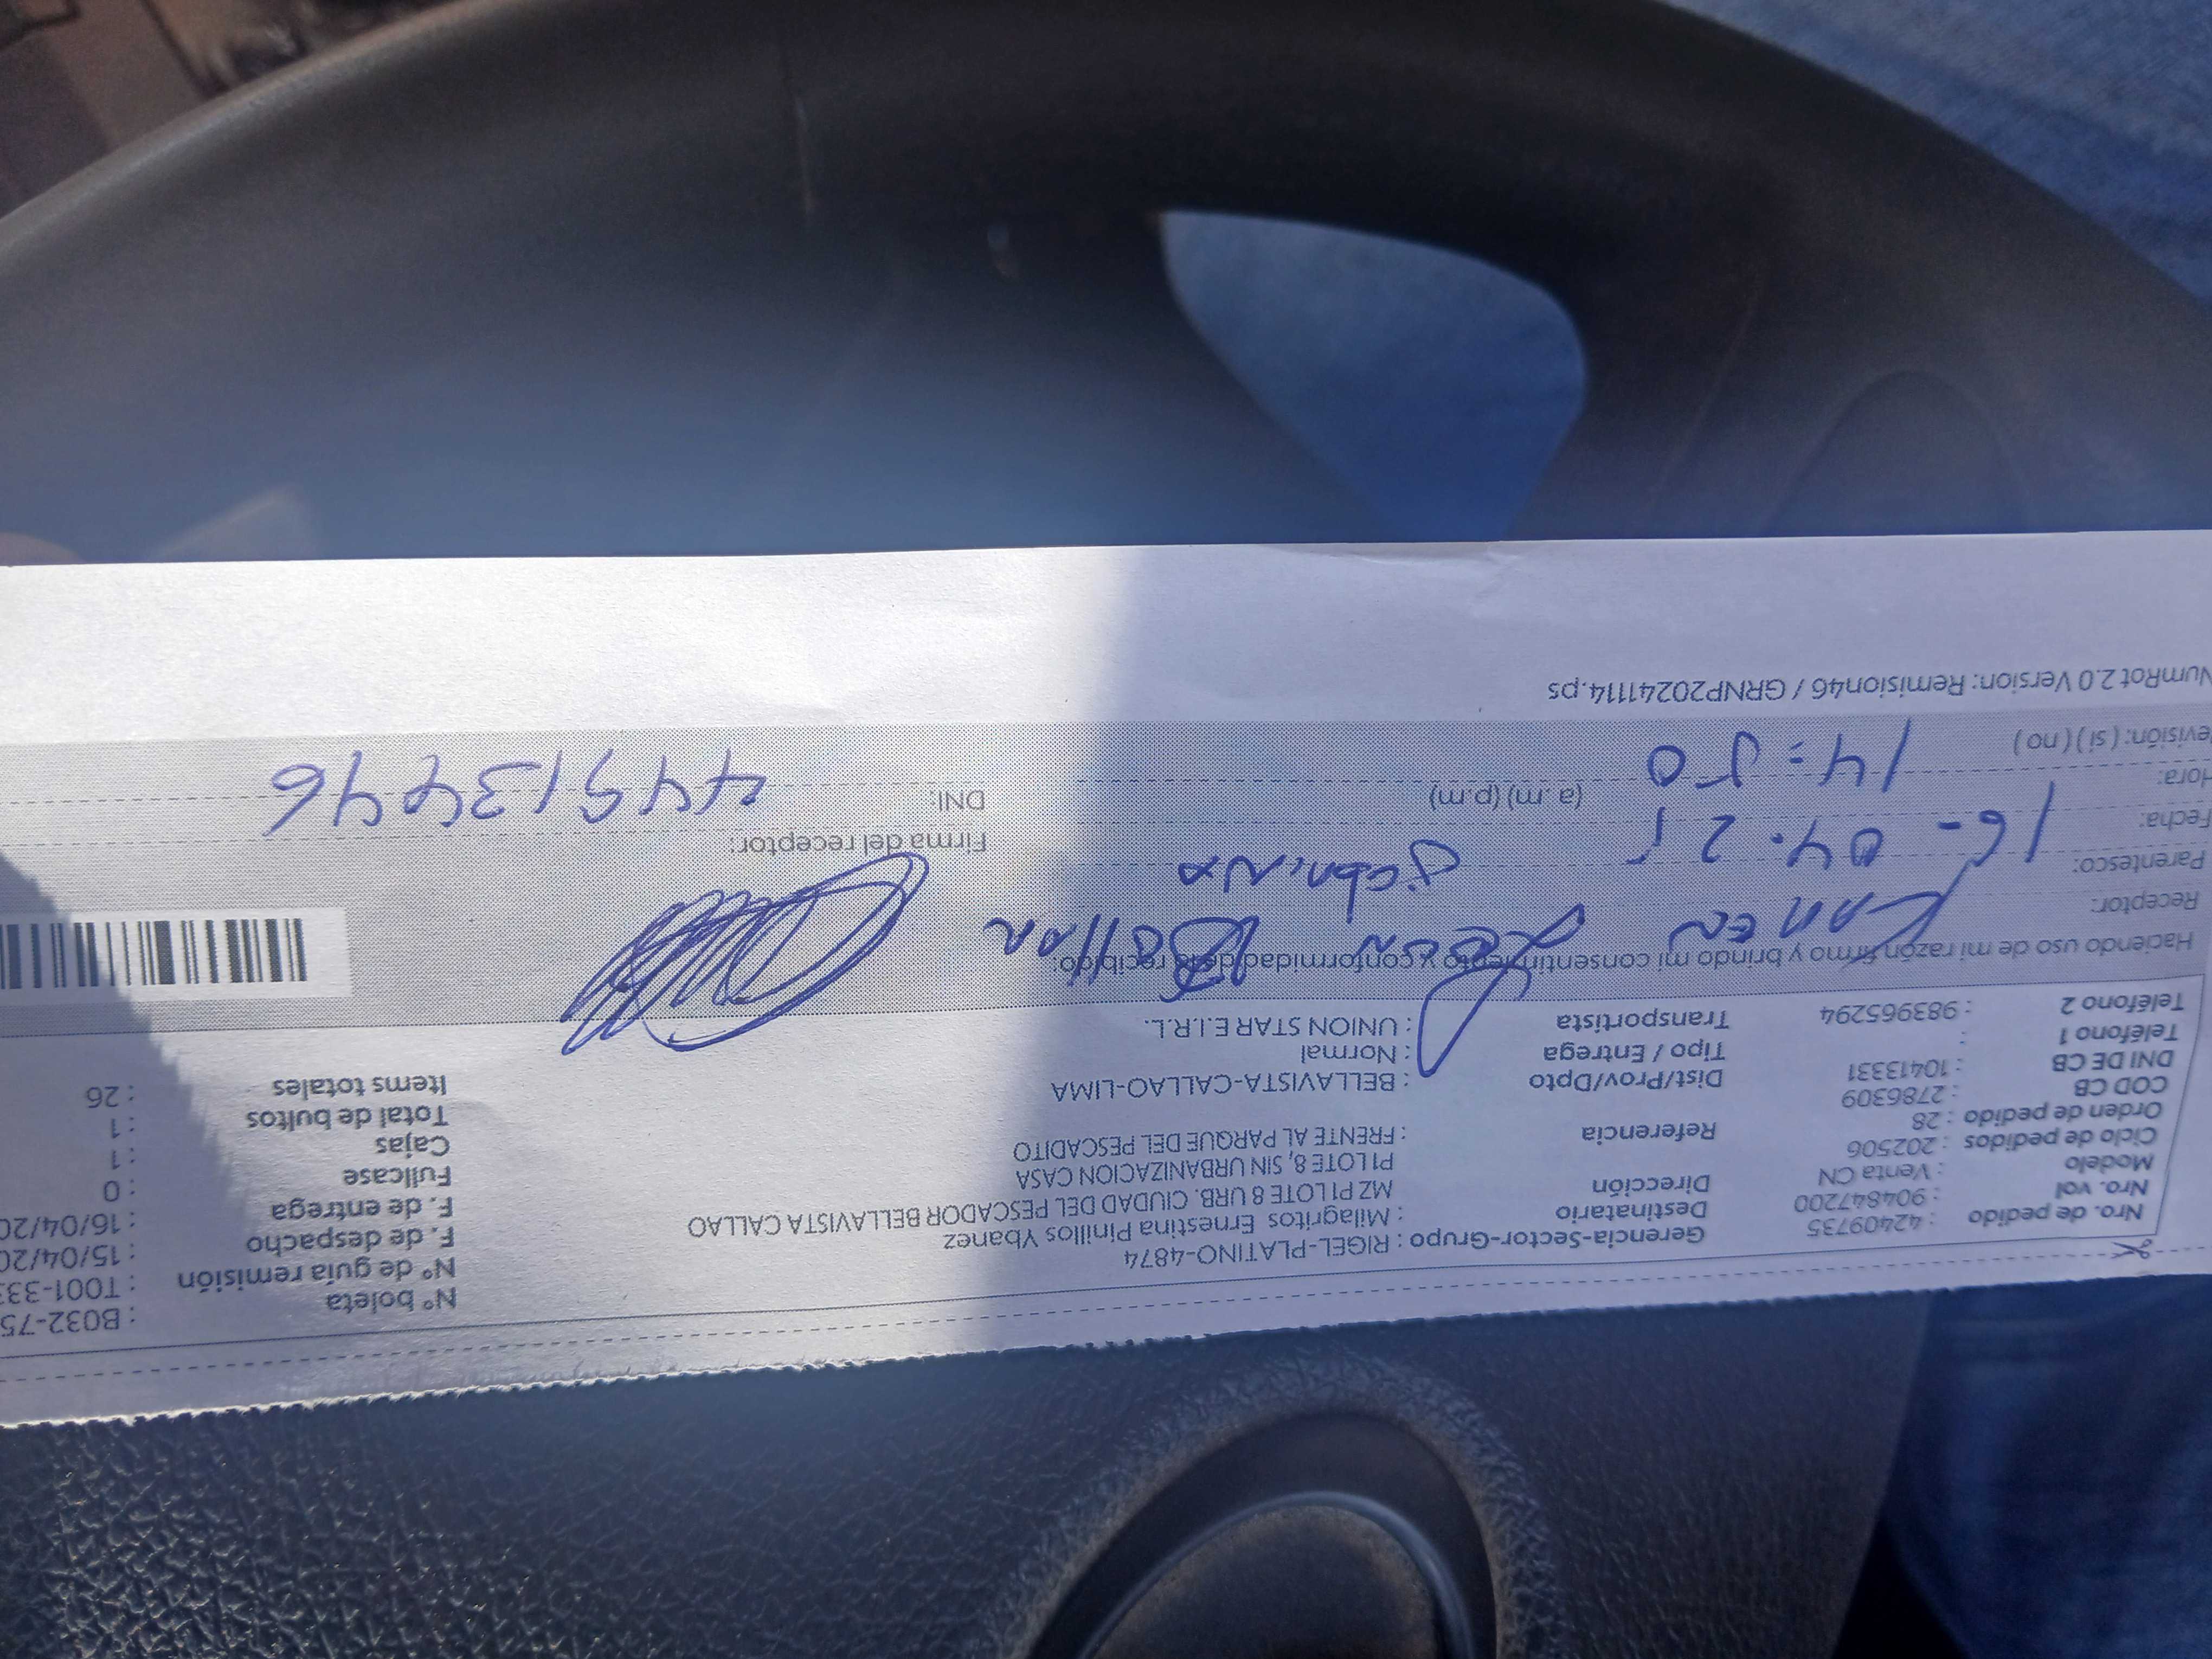 Nº boleta : B032-75
Nº de guía remisión : T001-333
F. de despacho : 15/04/20
F. de entrega : 16/04/20
Fullcase : 0
Cajas : 1
Total de bultos : 1
Items totales : 26
Nro. de pedido : 42409735
Nro. vol : 904847200
Modelo : Venta CN
Ciclo de pedidos : 202506
Orden de pedido : 28
COD CB : 2786309
DNI DE CB : 10413331
Teléfono 1 :
Teléfono 2 : 983965294
Gerencia-Sector-Grupo : RIGEL-PLATINO-4874
Destinatario : Milagritos Ernestina Pinillos Ybanez
Dirección MZ P1 LOTE 8 URB. CIUDAD DEL PESCADOR BELLAVISTA CALLAO
P1 LOTE 8, SIN URBANIZACION CASA
Referencia : FRENTE AL PARQUE DEL PESCADITO
Dist/Prov/Dpto : BELLAVISTA-CALLAO-LIMA
Tipo / Entrega : Normal
Transportista : UNION STAR E.I.R.L.
Haciendo uso de mi razón firmo y brindo mi consentimiento y conformidad de lo recibido:
Receptor:
Parentesco:
Fecha: 16-04.25
Hora: 14:50 (a.m) (p.m)
Firma del receptor:
DNI:
revisión: ( si ) ( no )
NumRot 2.0 Version: Remision46 / GRNP20241114.ps